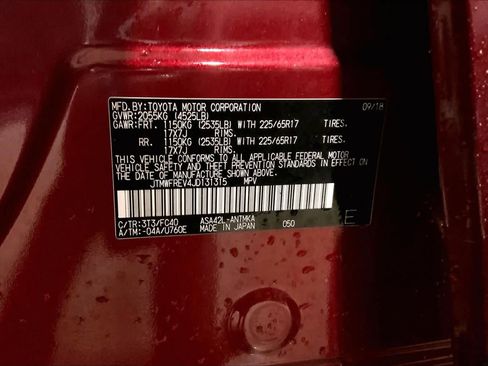 MFD.BY:TOYOTA MOTOR CORPORATION 09/18
GVWR:2055KG (4525LB)
GAWR:FRT. 1150KG (2535LB) WITH 225/65R17 TIRES.
17X7J RIMS.
RR. 1150KG (2535LB) WITH 225/65R17 TIRES.
17X7J RIMS.
THIS VEHICLE CONFORMS TO ALL APPLICABLE FEDERAL MOTOR
VEHICLE SAFETY AND THEFT PREVENTION STANDARDS IN EFFECT ON
THE DATE OF MANUFACTURE SHOWN ABOVE.
JTMWFREV4JD131315 MPV
C/TR:3T3/FC40 ASA42L-ANTMKA
A/TM:-04A/U760E MADE IN JAPAN 050